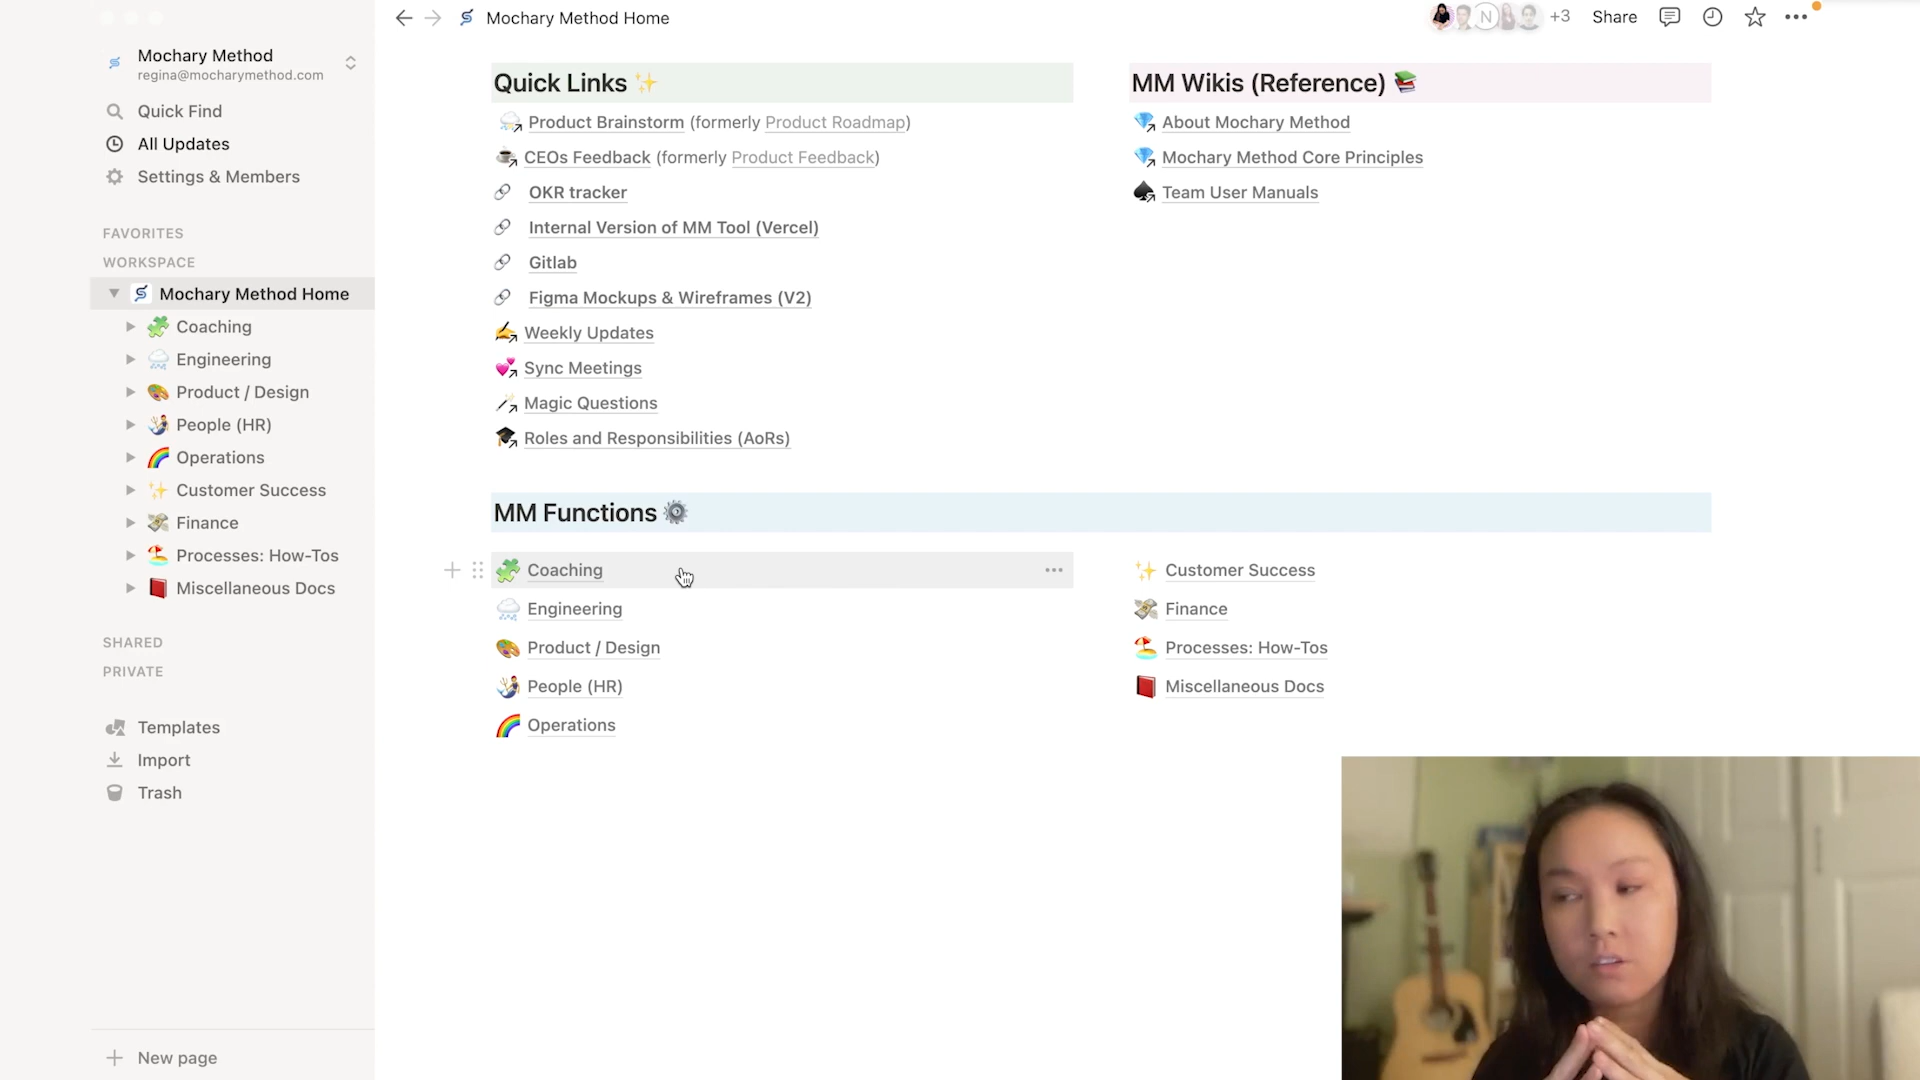 Mochary Method
regina@mocharymethod.com
Quick Find
All Updates
Settings & Members
FAVORITES
WORKSPACE
Mochary Method Home
Coaching
Engineering
Product / Design
People (HR)
Operations
Customer Success
Finance
Processes: How-Tos
Miscellaneous Docs
SHARED
PRIVATE
Templates
Import
Trash
New page
Mochary Method Home
N
+3
Share
Quick Links
Product Brainstorm (formerly Product Roadmap)
CEOs Feedback (formerly Product Feedback)
OKR tracker
Internal Version of MM Tool (Vercel)
Gitlab
Figma Mockups & Wireframes (V2)
Weekly Updates
Sync Meetings
Magic Questions
Roles and Responsibilities (AoRs)
MM Wikis (Reference)
About Mochary Method
Mochary Method Core Principles
Team User Manuals
MM Functions
Coaching
Engineering
Product / Design
People (HR)
Operations
Customer Success
Finance
Processes: How-Tos
Miscellaneous Docs